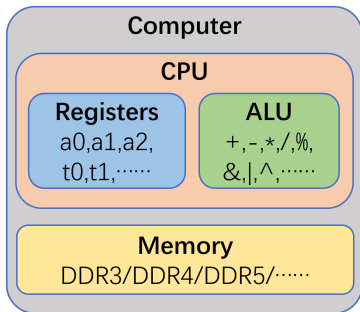 Computer
CPU
Registers
a0,a1,a2,
t0,t1,……
ALU
+,-,*,/,%,
&,|,^,……
Memory
DDR3/DDR4/DDR5/……